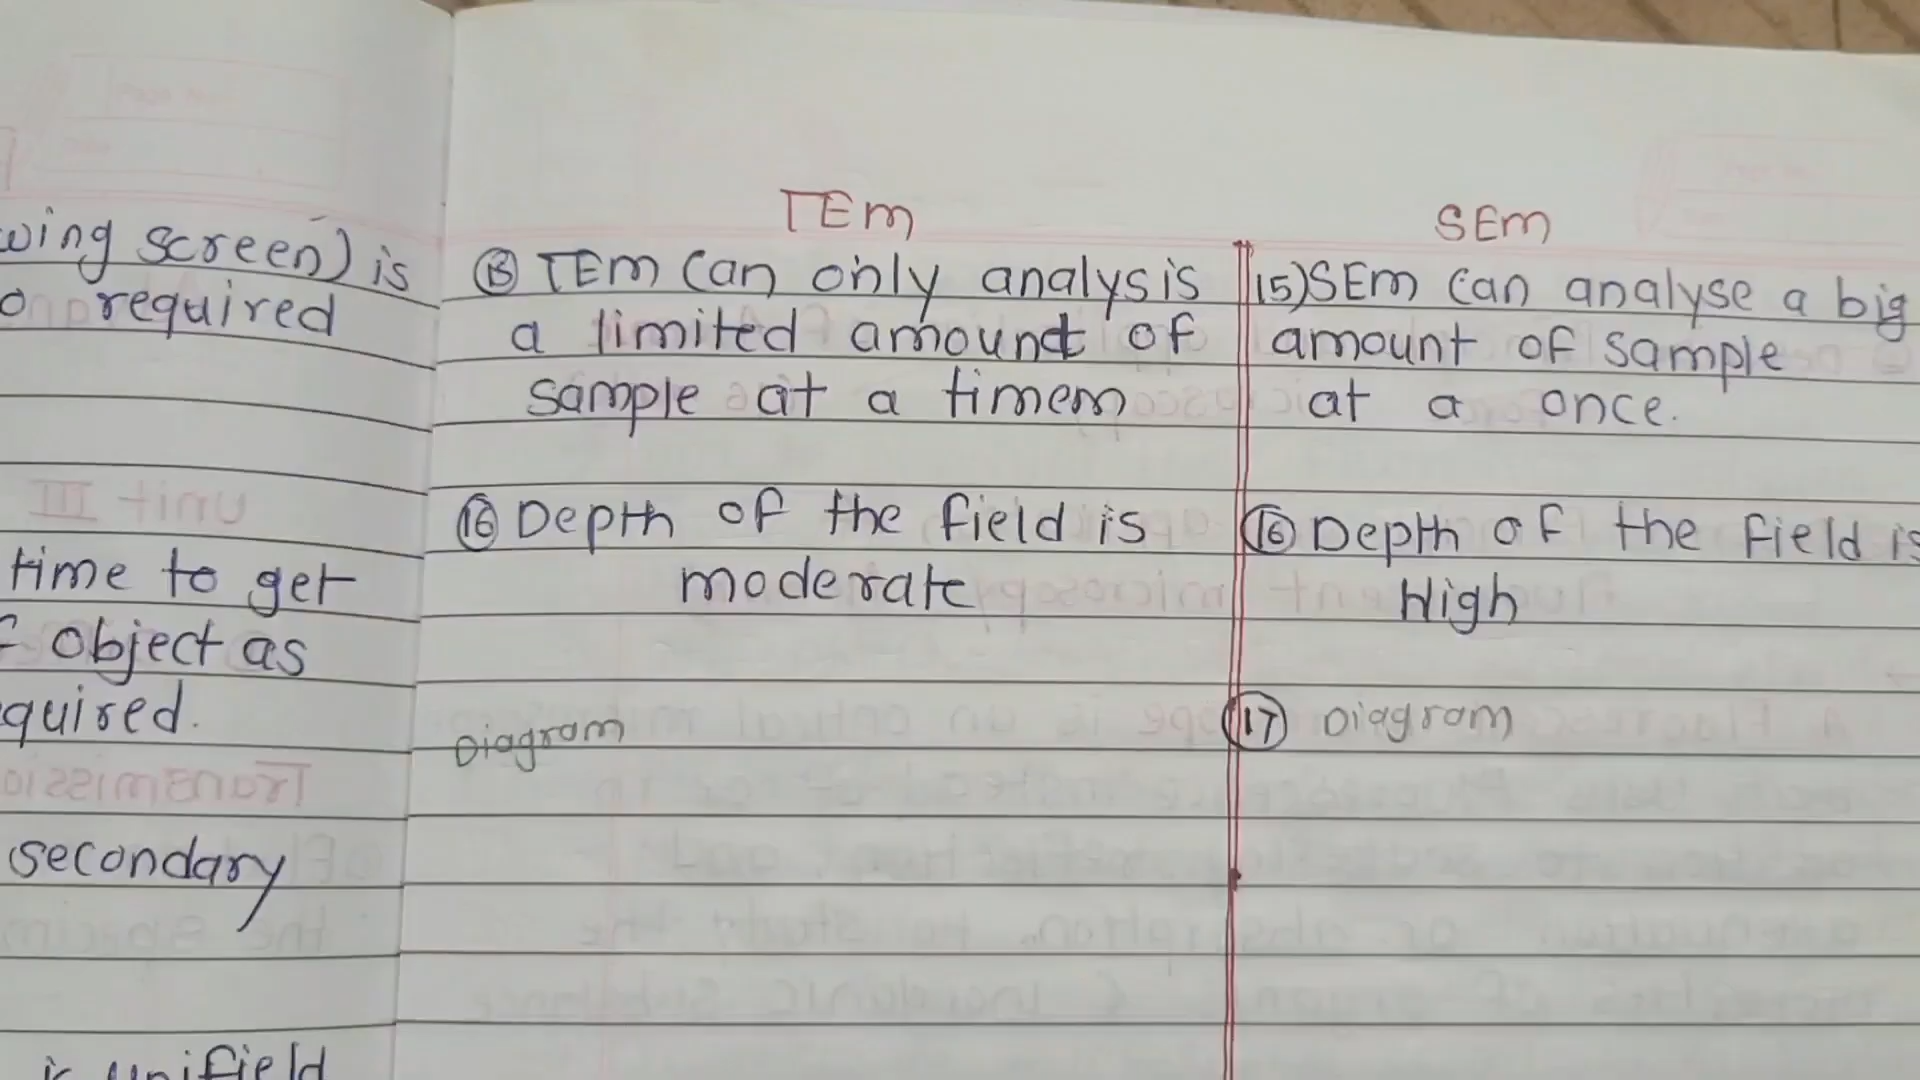 wing screen) is
required
time to get
object as
quired.
secondary
is unifield
TEM
⑮ TEM can only analysis
a limited amount of
sample at a timem
⑯ Depth of the field is
moderate
Diagram
SEM
15) SEM can analyse a big
amount of sample
at a once.
⑯ Depth of the field is
High
⑰ Diagram